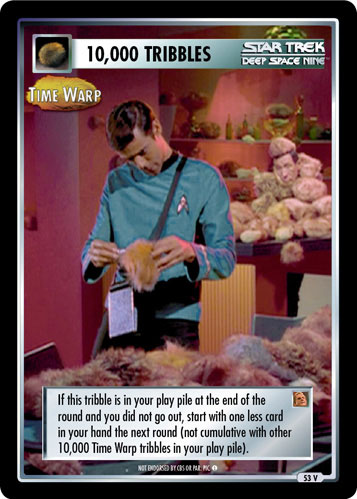 10,000 TRIBBLES
STAR TREK
DEEP SPACE NINE
TIME WARP
If this tribble is in your play pile at the end of the
round and you did not go out, start with one less card
in your hand the next round (not cumulative with other
10,000 Time Warp tribbles in your play pile).
NOT ENDORSED BY CBS OR PAR. PIC.
53 V